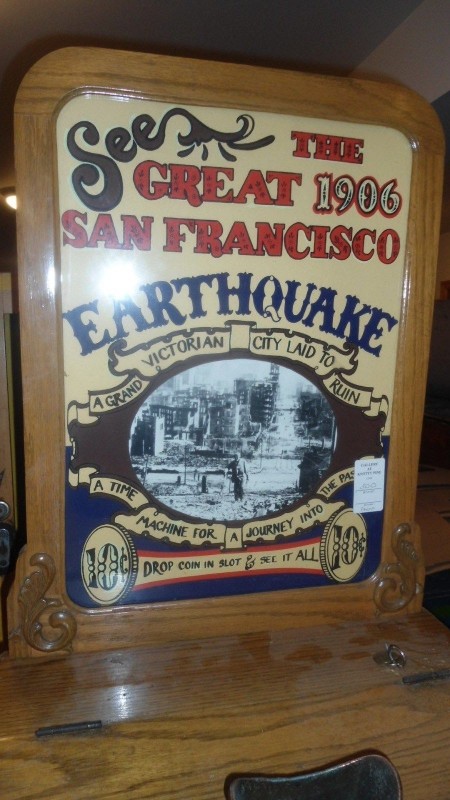 See THE
GREAT 1906
SAN FRANCISCO
EARTHQUAKE
A GRAND VICTORIAN CITY LAID TO RUIN
A TIME MACHINE FOR A JOURNEY INTO THE PAS
10¢ DROP COIN IN SLOT & SEE IT ALL 10¢